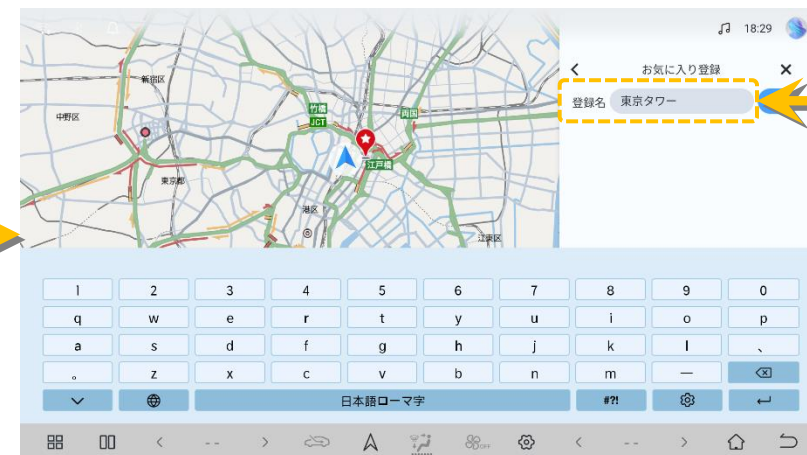 18:29
お気に入り登録
登録名 東京タワー
新宿区
中野区
竹橋
JCT
両国
江戸橋
東京都
港区
江東区
1 2 3 4 5 6 7 8 9 0
q w e r t y u i o p
a s d f g h j k l 、
。 z x c v b n m —
日本語ローマ字 #?!
-- OFF --